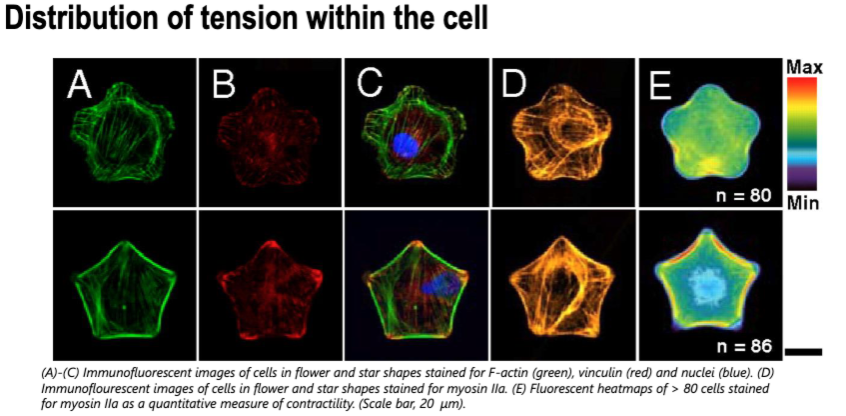 Distribution of tension within the cell
A
B
C
D
E
Max
n = 80
Min
n = 86
(A)-(C) Immunofluorescent images of cells in flower and star shapes stained for F-actin (green), vinculin (red) and nuclei (blue). (D)
Immunoflourescent images of cells in flower and star shapes stained for myosin IIa. (E) Fluorescent heatmaps of > 80 cells stained
for myosin IIa as a quantitative measure of contractility. (Scale bar, 20 μm).